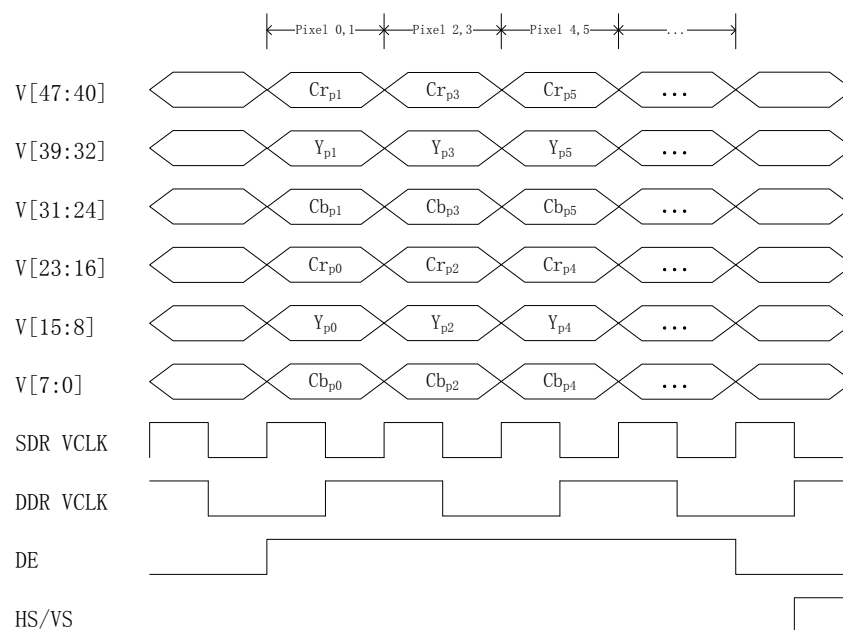 Pixel 0,1 Pixel 2,3 Pixel 4,5 ...
V[47:40] Crp1 Crp3 Crp5 ...
V[39:32] Yp1 Yp3 Yp5 ...
V[31:24] Cbp1 Cbp3 Cbp5 ...
V[23:16] Crp0 Crp2 Crp4 ...
V[15:8] Yp0 Yp2 Yp4 ...
V[7:0] Cbp0 Cbp2 Cbp4 ...
SDR VCLK
DDR VCLK
DE
HS/VS